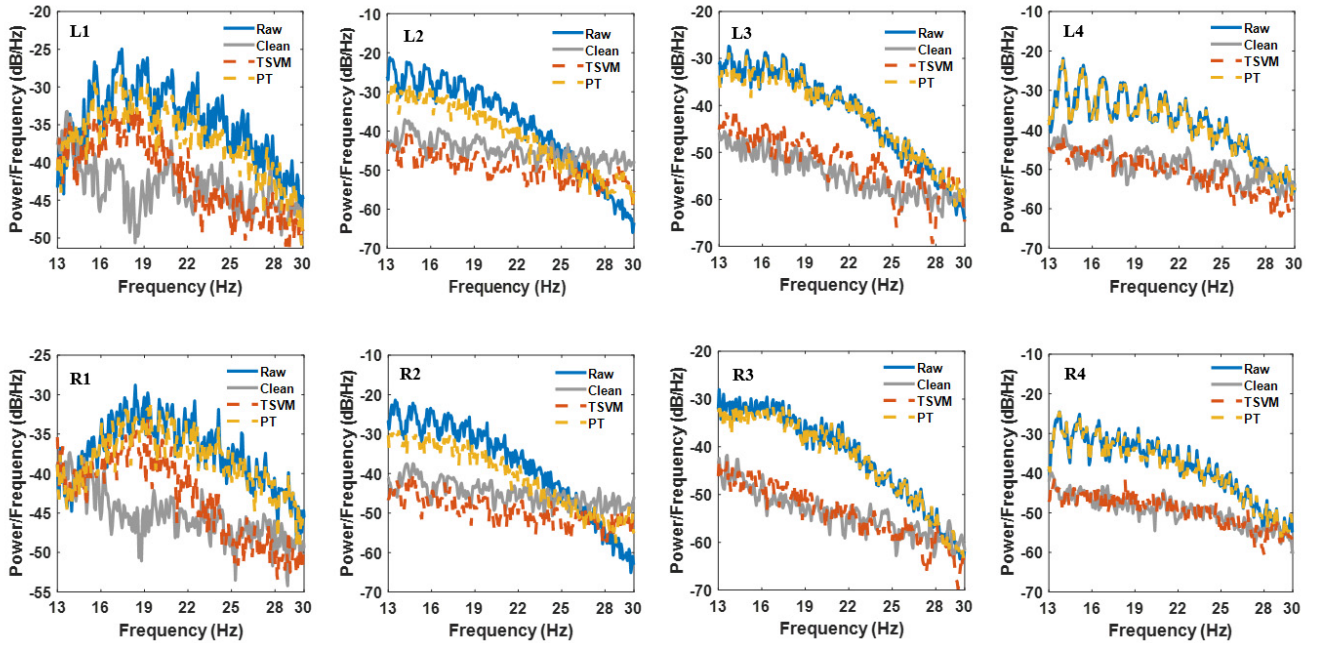 L1
Power/Frequency (dB/Hz)
-20
-25
-30
-35
-40
-45
-50
Raw
Clean
TSVM
PT
13 16 19 22 25 28 30
Frequency (Hz)
L2
Power/Frequency (dB/Hz)
-10
-20
-30
-40
-50
-60
-70
Raw
Clean
TSVM
PT
13 16 19 22 25 28 30
Frequency (Hz)
L3
Power/Frequency (dB/Hz)
-20
-30
-40
-50
-60
-70
Raw
Clean
TSVM
PT
13 16 19 22 25 28 30
Frequency (Hz)
L4
Power/Frequency (dB/Hz)
-10
-20
-30
-40
-50
-60
-70
Raw
Clean
TSVM
PT
13 16 19 22 25 28 30
Frequency (Hz)
R1
Power/Frequency (dB/Hz)
-25
-30
-35
-40
-45
-50
-55
Raw
Clean
TSVM
PT
13 16 19 22 25 28 30
Frequency (Hz)
R2
Power/Frequency (dB/Hz)
-10
-20
-30
-40
-50
-60
-70
Raw
Clean
TSVM
PT
13 16 19 22 25 28 30
Frequency (Hz)
R3
Power/Frequency (dB/Hz)
-20
-30
-40
-50
-60
-70
Raw
Clean
TSVM
PT
13 16 19 22 25 28 30
Frequency (Hz)
R4
Power/Frequency (dB/Hz)
-10
-20
-30
-40
-50
-60
-70
Raw
Clean
TSVM
PT
13 16 19 22 25 28 30
Frequency (Hz)